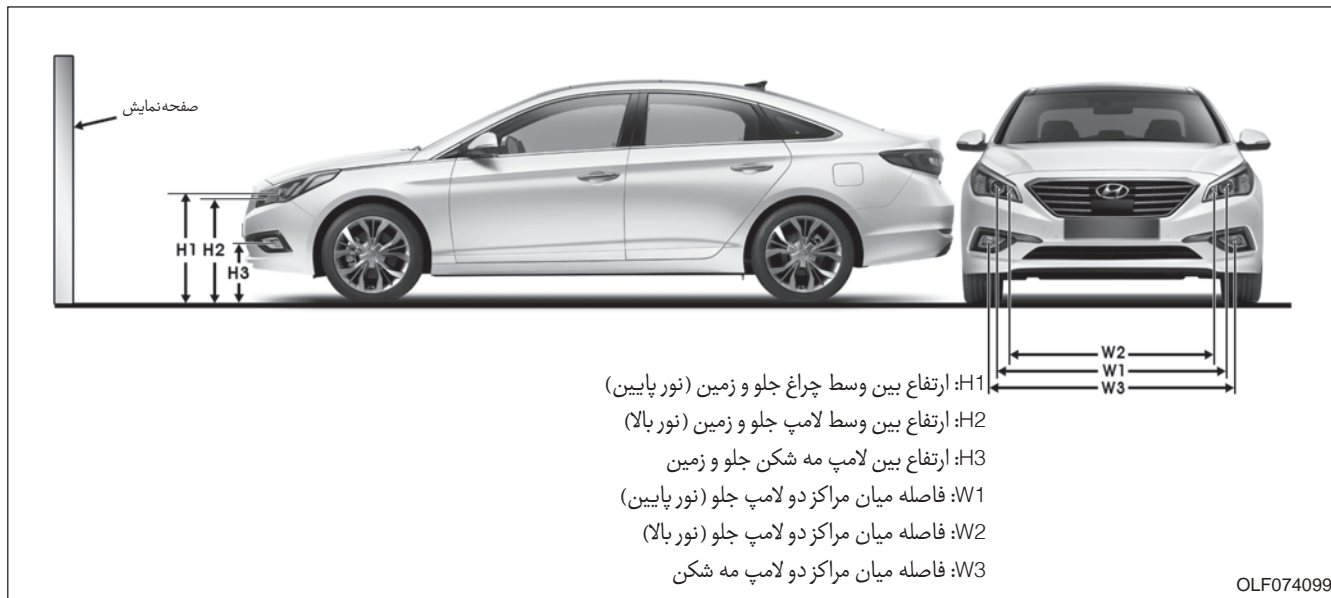 صفحه‌نمایش
H1
H2
H3
W2
W1
W3
H1: ارتفاع بین وسط چراغ جلو و زمین (نور پایین)
H2: ارتفاع بین وسط لامپ جلو و زمین (نور بالا)
H3: ارتفاع بین لامپ مه شکن جلو و زمین
W1: فاصله میان مراکز دو لامپ جلو (نور پایین)
W2: فاصله میان مراکز دو لامپ جلو (نور بالا)
W3: فاصله میان مراکز دو لامپ مه شکن
OLF074099